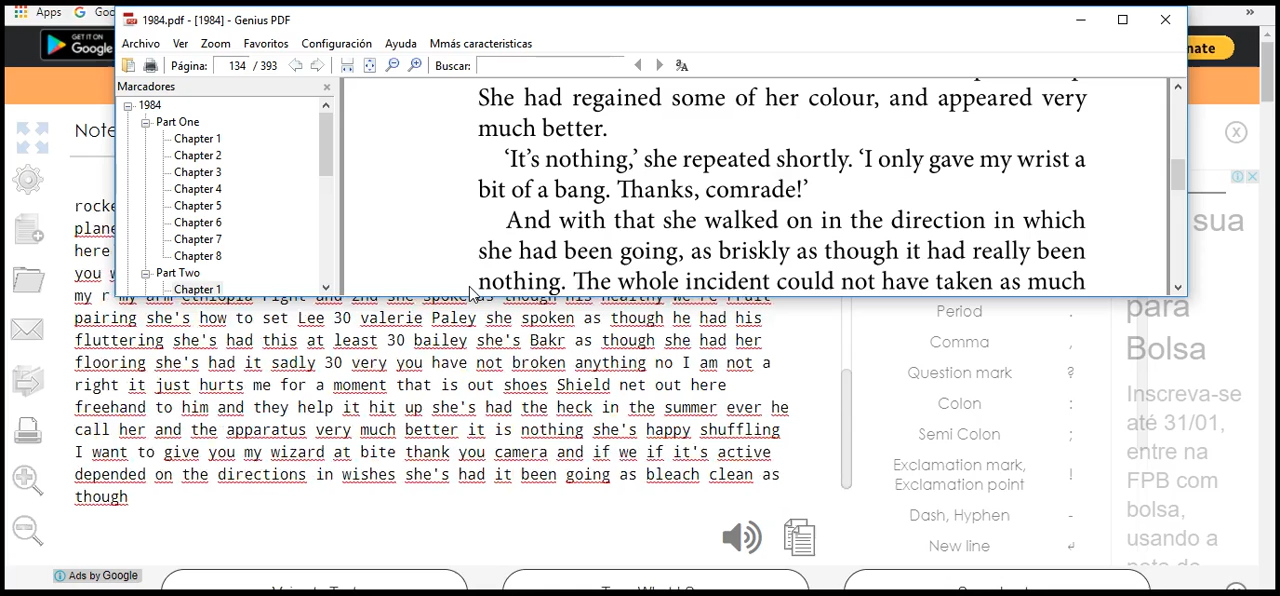 Apps
Goo
»
1984.pdf - [1984] - Genius PDF
GET IT ON
Google
nate
Archivo Ver Zoom Favoritos Configuración Ayuda Mmás caracteristicas
Página: 134 / 393
Buscar:
Marcadores
1984
Part One
Chapter 1
Chapter 2
Chapter 3
Chapter 4
Chapter 5
Chapter 6
Chapter 7
Chapter 8
Part Two
Chapter 1
She had regained some of her colour, and appeared very
much better.
‘It’s nothing,’ she repeated shortly. ‘I only gave my wrist a
bit of a bang. Thanks, comrade!’
And with that she walked on in the direction in which
she had been going, as briskly as though it had really been
nothing. The whole incident could not have taken as much
Note
rocke
plane
here
you w
pairing she's how to set Lee 30 valerie Paley she spoken as though he had his
fluttering she's had this at least 30 bailey she's Bakr as though she had her
flooring she's had it sadly 30 very you have not broken anything no I am not a
right it just hurts me for a moment that is out shoes Shield net out here
freehand to him and they help it hit up she's had the heck in the summer ever he
call her and the apparatus very much better it is nothing she's happy shuffling
I want to give you my wizard at bite thank you camera and if we if it's active
depended on the directions in wishes she's had it been going as bleach clean as
though
Period .
Comma ,
Question mark ?
Colon :
Semi Colon ;
Exclamation mark, Exclamation point !
Dash, Hyphen -
New line ↵
sua
para
Bolsa
Inscreva-se
até 31/01,
entre na
FPB com
bolsa,
usando a
Ads by Google